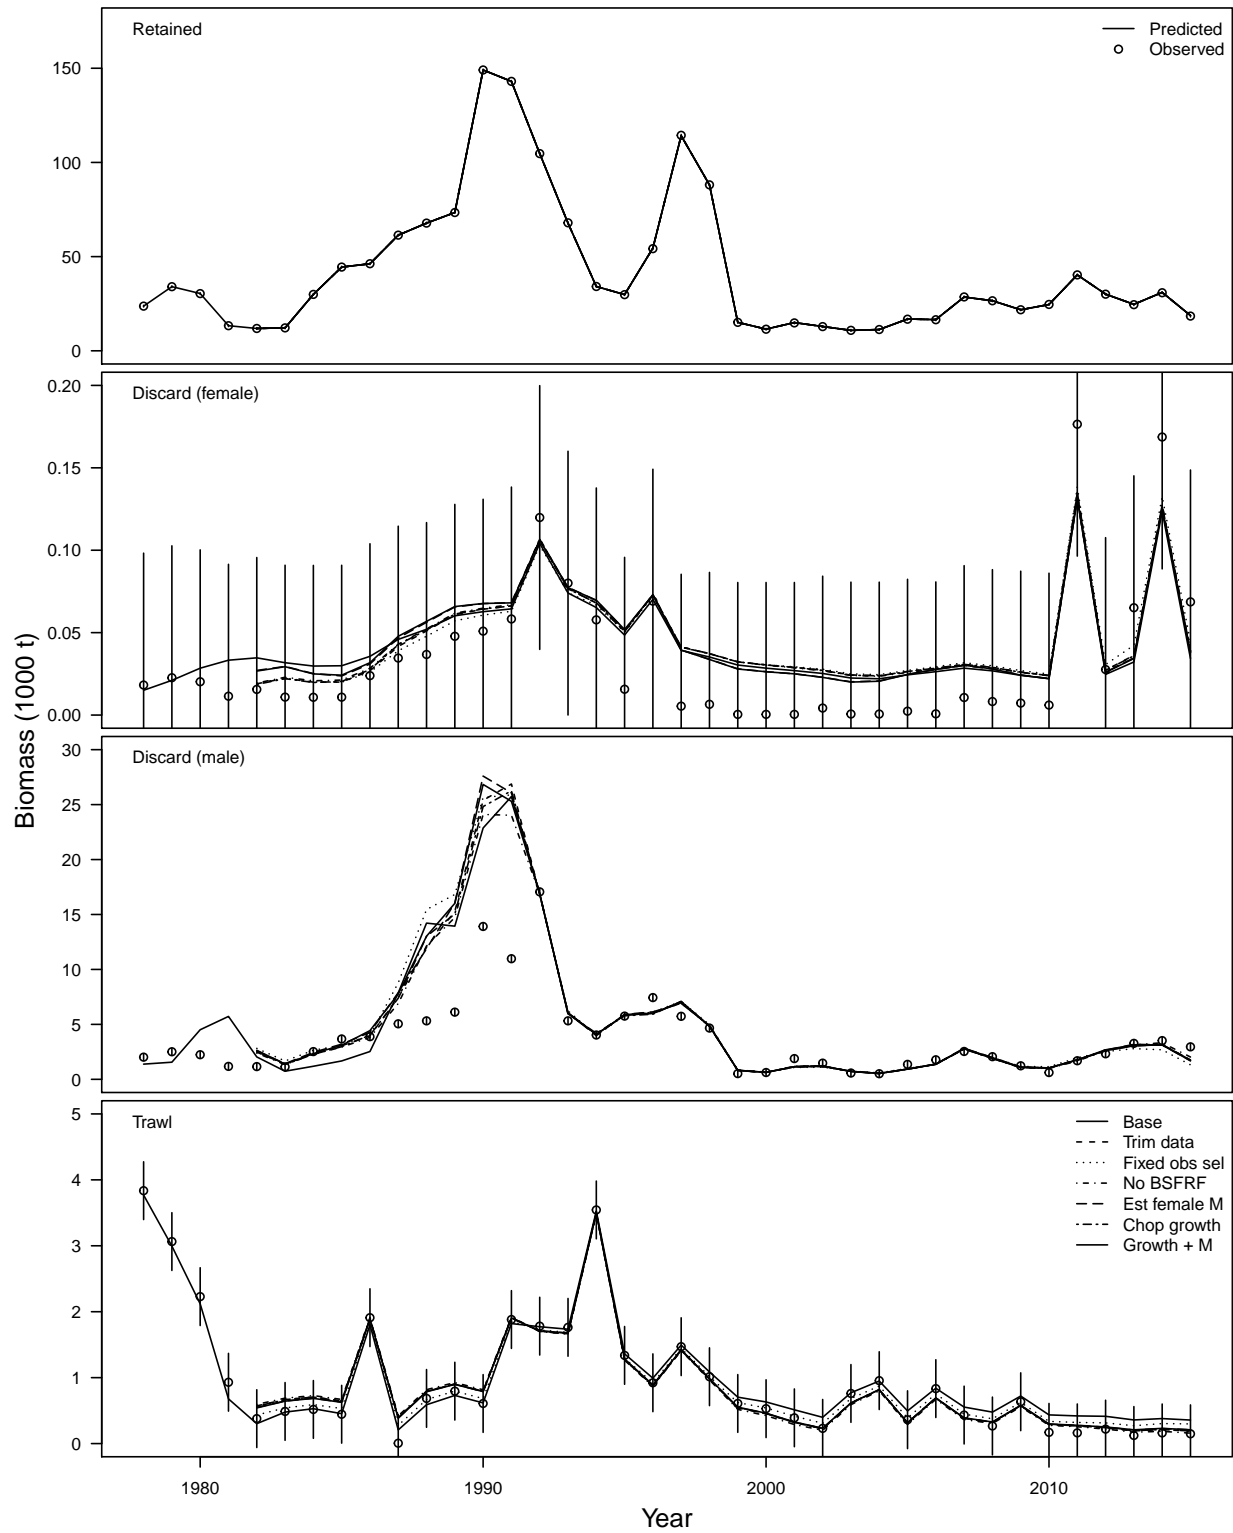 Retained
Predicted
Observed
150
100
50
0
Discard (female)
0.20
0.15
0.10
0.05
0.00
Discard (male)
30
25
20
15
10
5
0
Trawl
Base
Trim data
Fixed obs sel
No BSFRF
Est female M
Chop growth
Growth + M
5
4
3
2
1
0
1980
1990
2000
2010
Year
Biomass (1000 t)